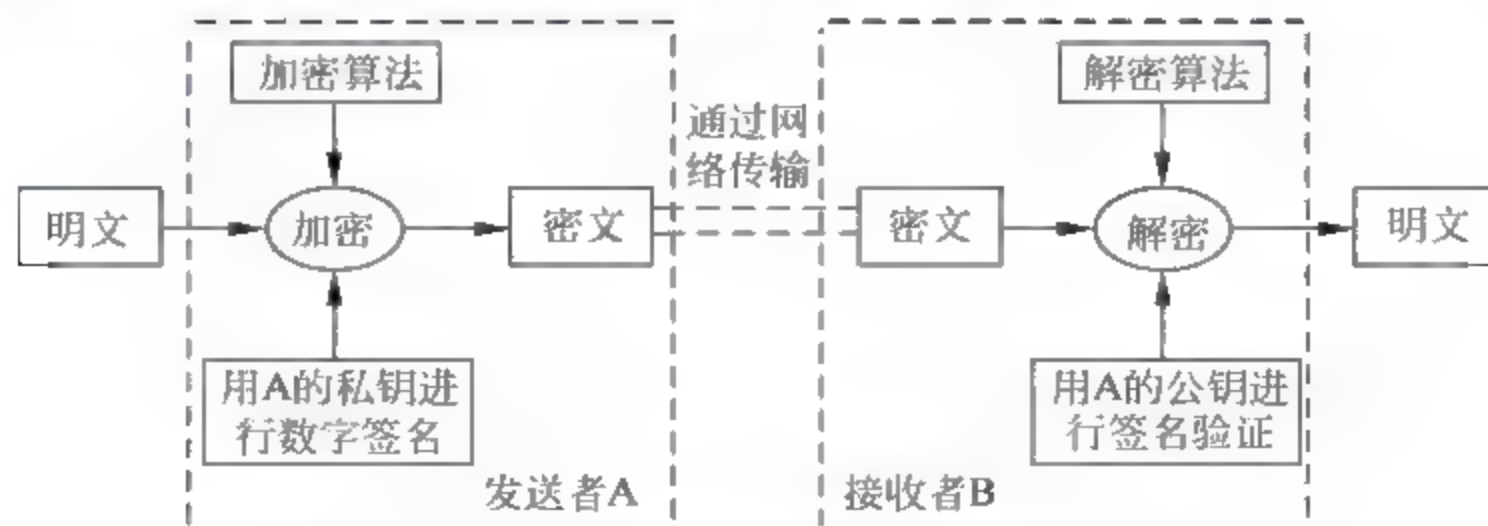 加密算法
解密算法
通过网
络传输
明文
加密
密文
密文
解密
明文
用A的私钥进
行数字签名
用A的公钥进
行签名验证
发送者A
接收者B